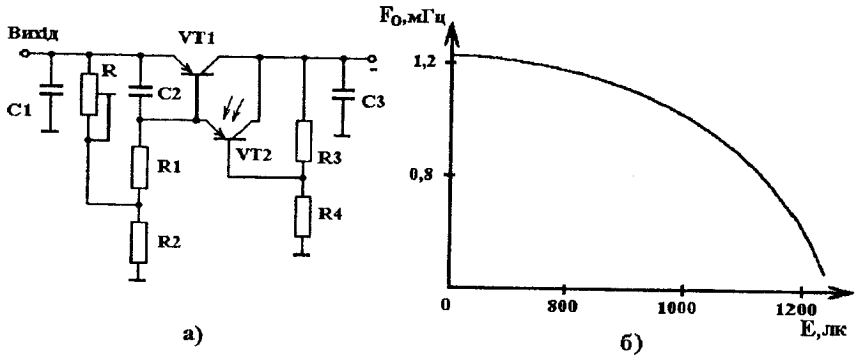 Вихід
VT1
R
C1
C2
VT2
R1
R2
R3
R4
C3
-
а)
F₀,мГц
1,2
0,8
0
800
1000
1200
E,лк
б)